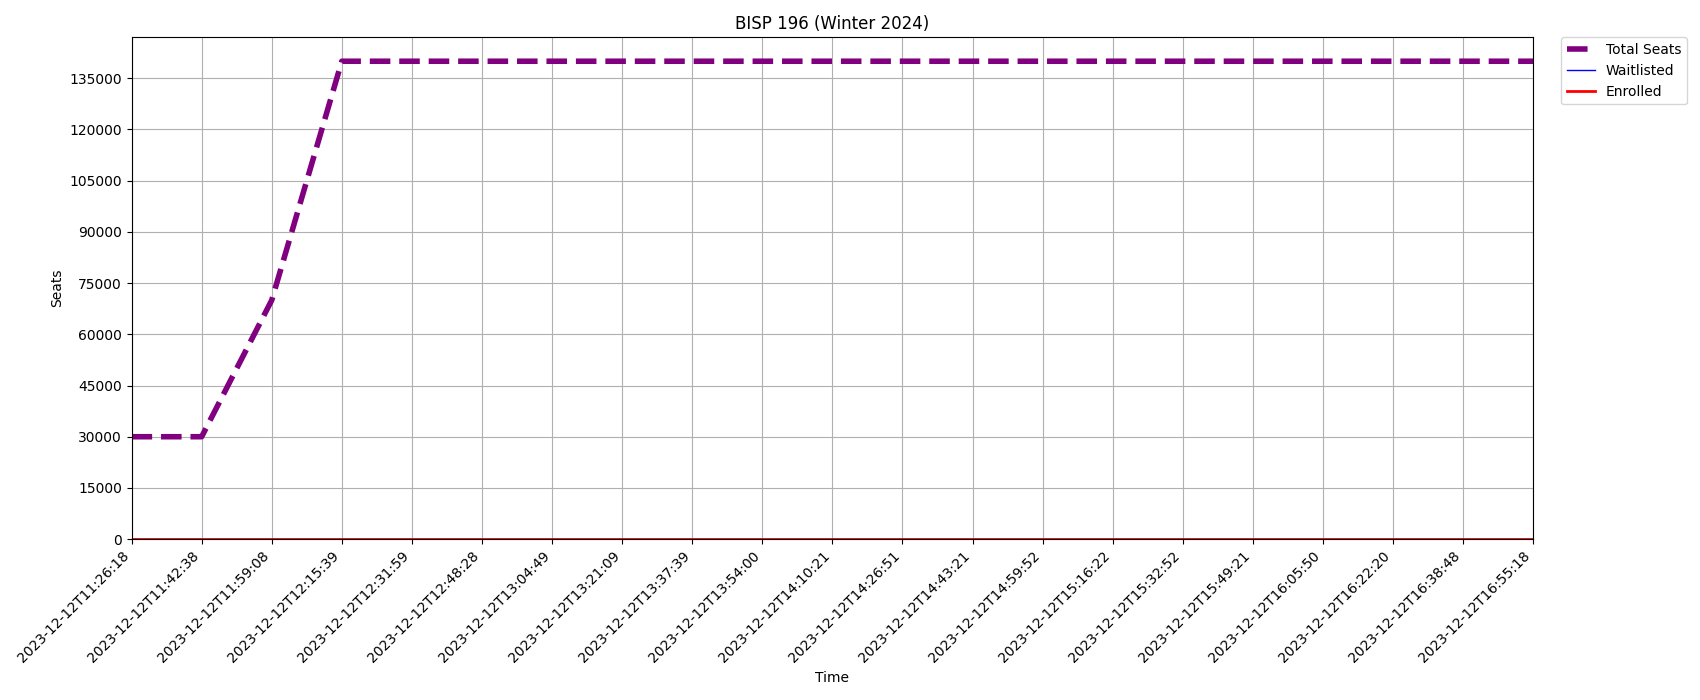 BISP 196 (Winter 2024)
Total Seats
Waitlisted
Enrolled
Seats
135000
120000
105000
90000
75000
60000
45000
30000
15000
0
2023-12-12T11:26:18
2023-12-12T11:42:38
2023-12-12T11:59:08
2023-12-12T12:15:39
2023-12-12T12:31:59
2023-12-12T12:48:28
2023-12-12T13:04:49
2023-12-12T13:21:09
2023-12-12T13:37:39
2023-12-12T13:54:00
2023-12-12T14:10:21
2023-12-12T14:26:51
2023-12-12T14:43:21
2023-12-12T14:59:52
2023-12-12T15:16:22
2023-12-12T15:32:52
2023-12-12T15:49:21
2023-12-12T16:05:50
2023-12-12T16:22:20
2023-12-12T16:38:48
2023-12-12T16:55:18
Time